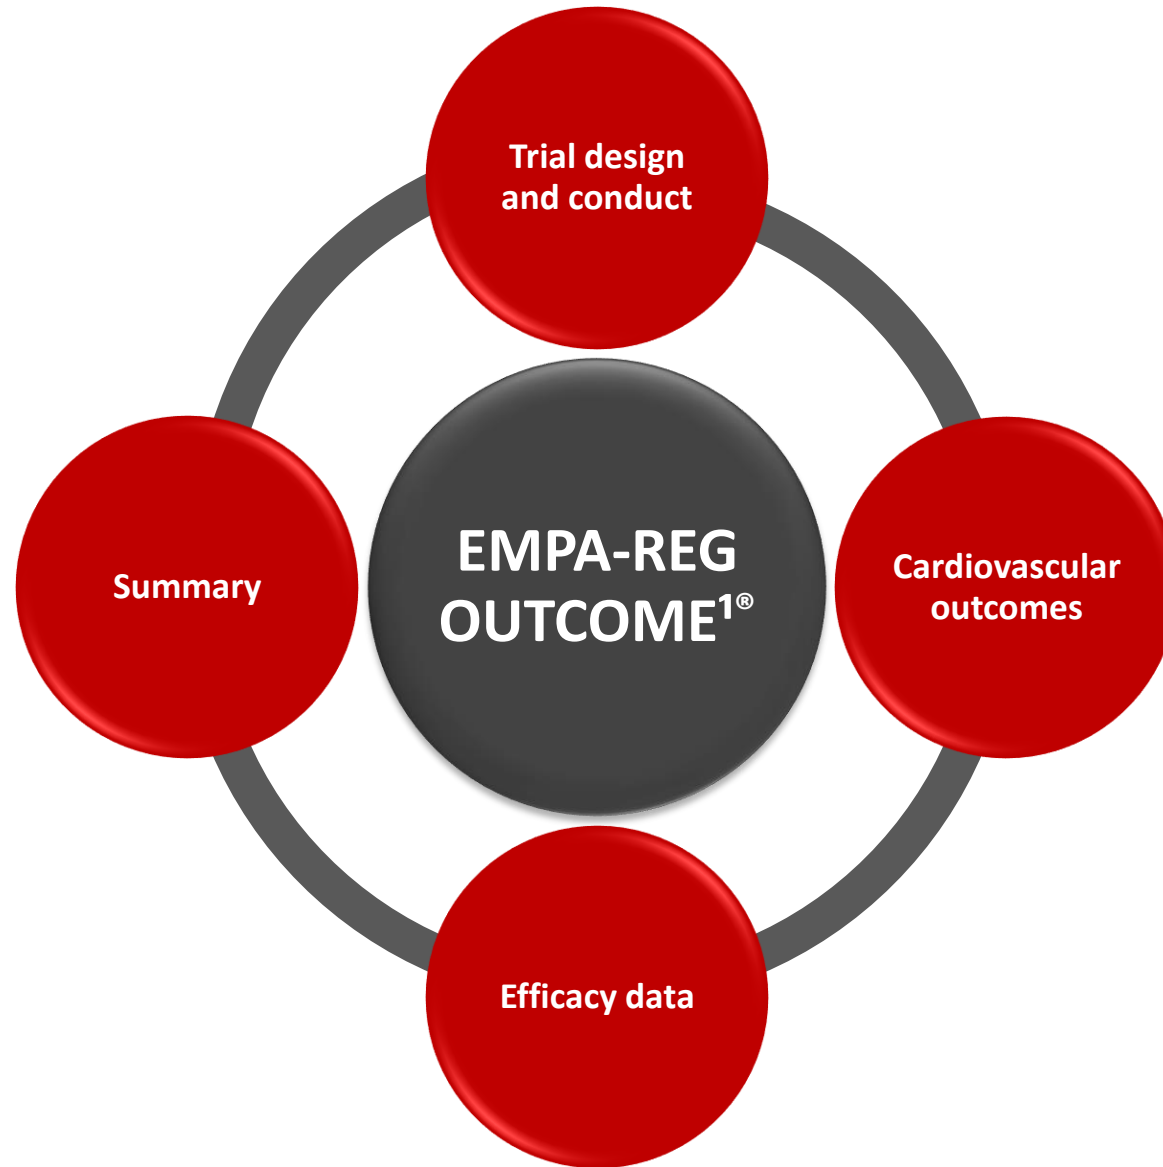 Trial design
and conduct
Summary
EMPA-REG
OUTCOME¹®
Cardiovascular
outcomes
Efficacy data